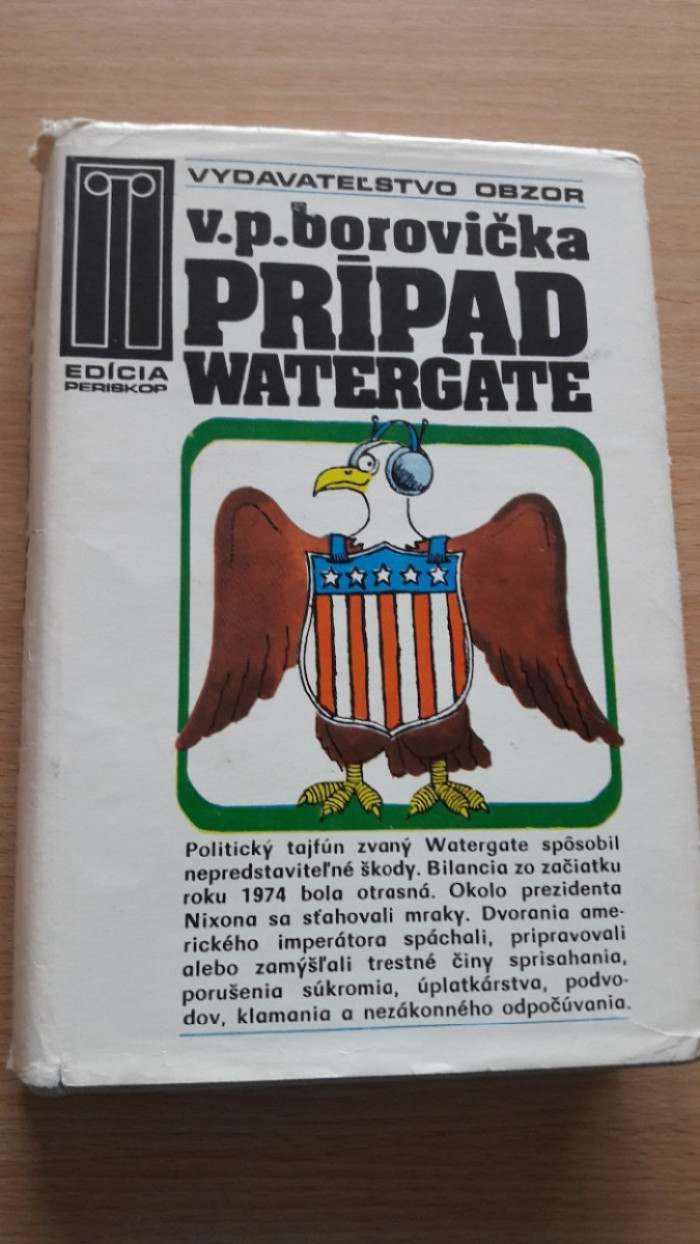 VYDAVATEĽSTVO OBZOR
v.p.borovička
PRÍPAD
WATERGATE
EDÍCIA
PERISKOP
Politický tajfún zvaný Watergate spôsobil
nepredstaviteľné škody. Bilancia zo začiatku
roku 1974 bola otrasná. Okolo prezidenta
Nixona sa sťahovali mraky. Dvorania ame-
rického imperátora spáchali, pripravovali
alebo zamýšľali trestné činy sprisahania,
porušenia súkromia, úplatkárstva, podvo-
dov, klamania a nezákonného odpočúvania.